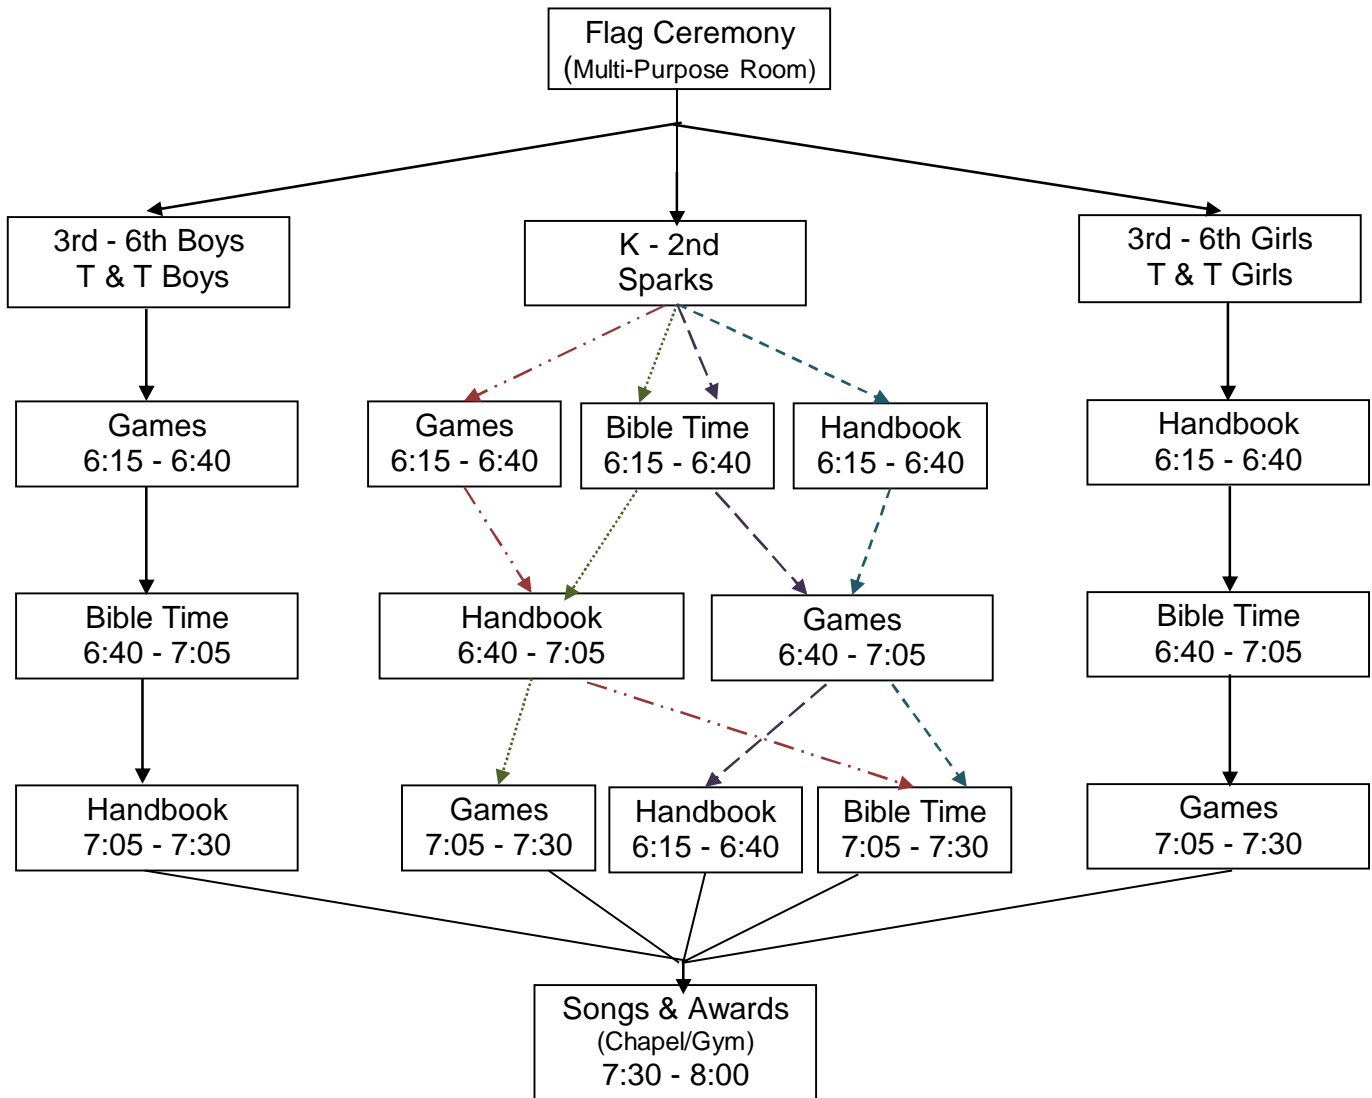 Flag Ceremony
(Multi-Purpose Room)
3rd - 6th Boys
T & T Boys
K - 2nd
Sparks
3rd - 6th Girls
T & T Girls
Games
6:15 - 6:40
Games
6:15 - 6:40
Bible Time
6:15 - 6:40
Handbook
6:15 - 6:40
Handbook
6:15 - 6:40
Bible Time
6:40 - 7:05
Handbook
6:40 - 7:05
Games
6:40 - 7:05
Bible Time
6:40 - 7:05
Handbook
7:05 - 7:30
Games
7:05 - 7:30
Handbook
6:15 - 6:40
Bible Time
7:05 - 7:30
Games
7:05 - 7:30
Songs & Awards
(Chapel/Gym)
7:30 - 8:00